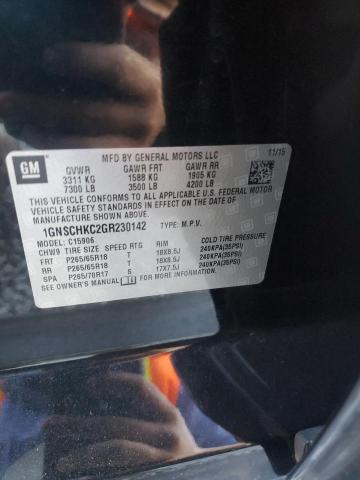 GM
MFD BY GENERAL MOTORS LLC
11/15
GVWR GAWR FRT GAWR RR
3311 KG 1588 KG 1905 KG
7300 LB 3500 LB 4200 LB
THIS VEHICLE CONFORMS TO ALL APPLICABLE U.S. FEDERAL MOTOR
VEHICLE SAFETY STANDARDS IN EFFECT ON THE DATE OF
MANUFACTURE SHOWN ABOVE.
1GNSCHKC2GR230142 TYPE: M.P.V.
MODEL: C15906
CHW9 TIRE SIZE SPEED RTG RIM COLD TIRE PRESSURE
FRT P265/65R18 T 18X8.5J 240KPA(35PSI)
RR P265/65R18 T 18X8.5J 240KPA(35PSI)
SPA P265/70R17 S 17X7.5J 240KPA(35PSI)
SEE OWNER'S MANUAL